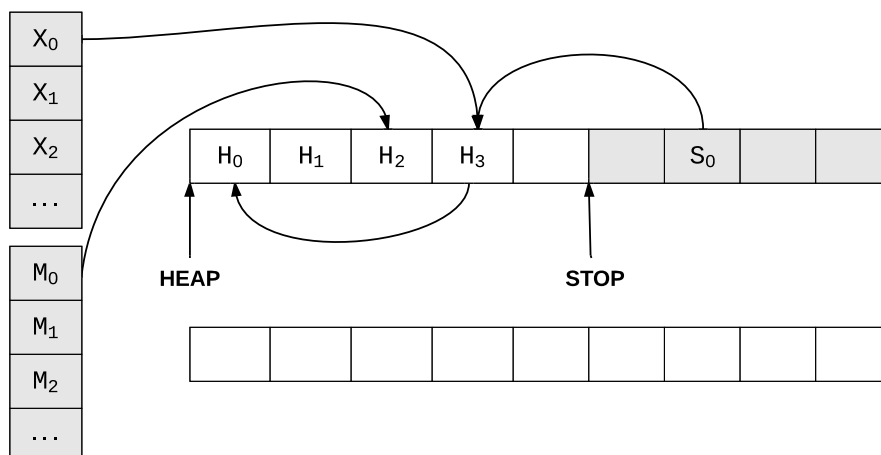 X₀
X₁
X₂
...
H₀ H₁ H₂ H₃ S₀
HEAP STOP
M₀
M₁
M₂
...